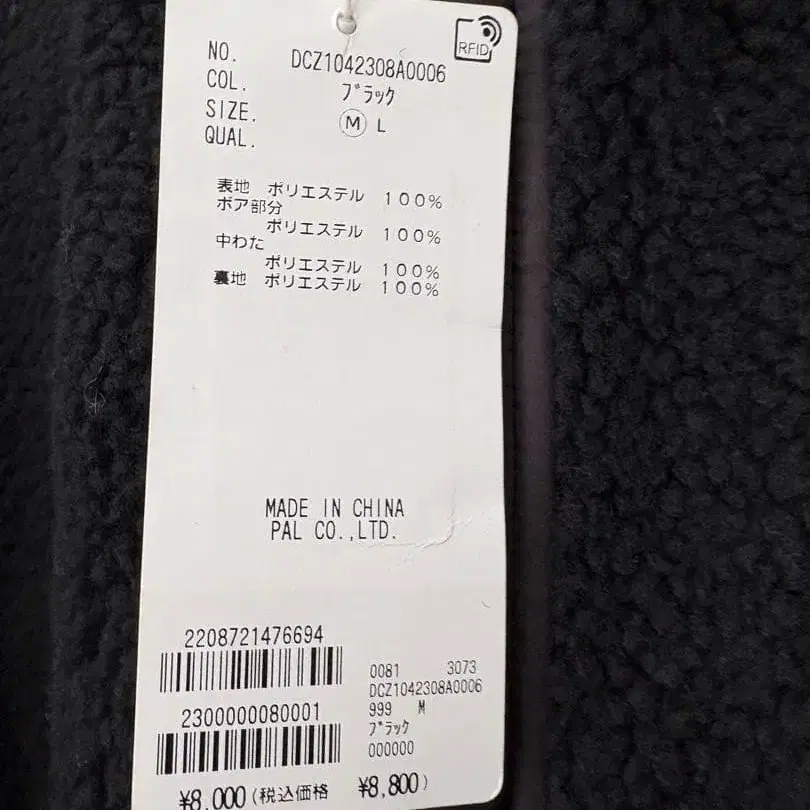 RFID
NO. DCZ1042308A0006
COL. ﾌﾞﾗｯｸ
SIZE. Ⓜ L
QUAL.
表地 ポリエステル 100%
ボア部分
ポリエステル 100%
中わた
ポリエステル 100%
裏地 ポリエステル 100%
MADE IN CHINA
PAL CO.,LTD.
2208721476694
2300000080001
0081 3073
DCZ1042308A0006
999 M
ﾌﾞﾗｯｸ
000000
¥8,000(税込価格 ¥8,800)